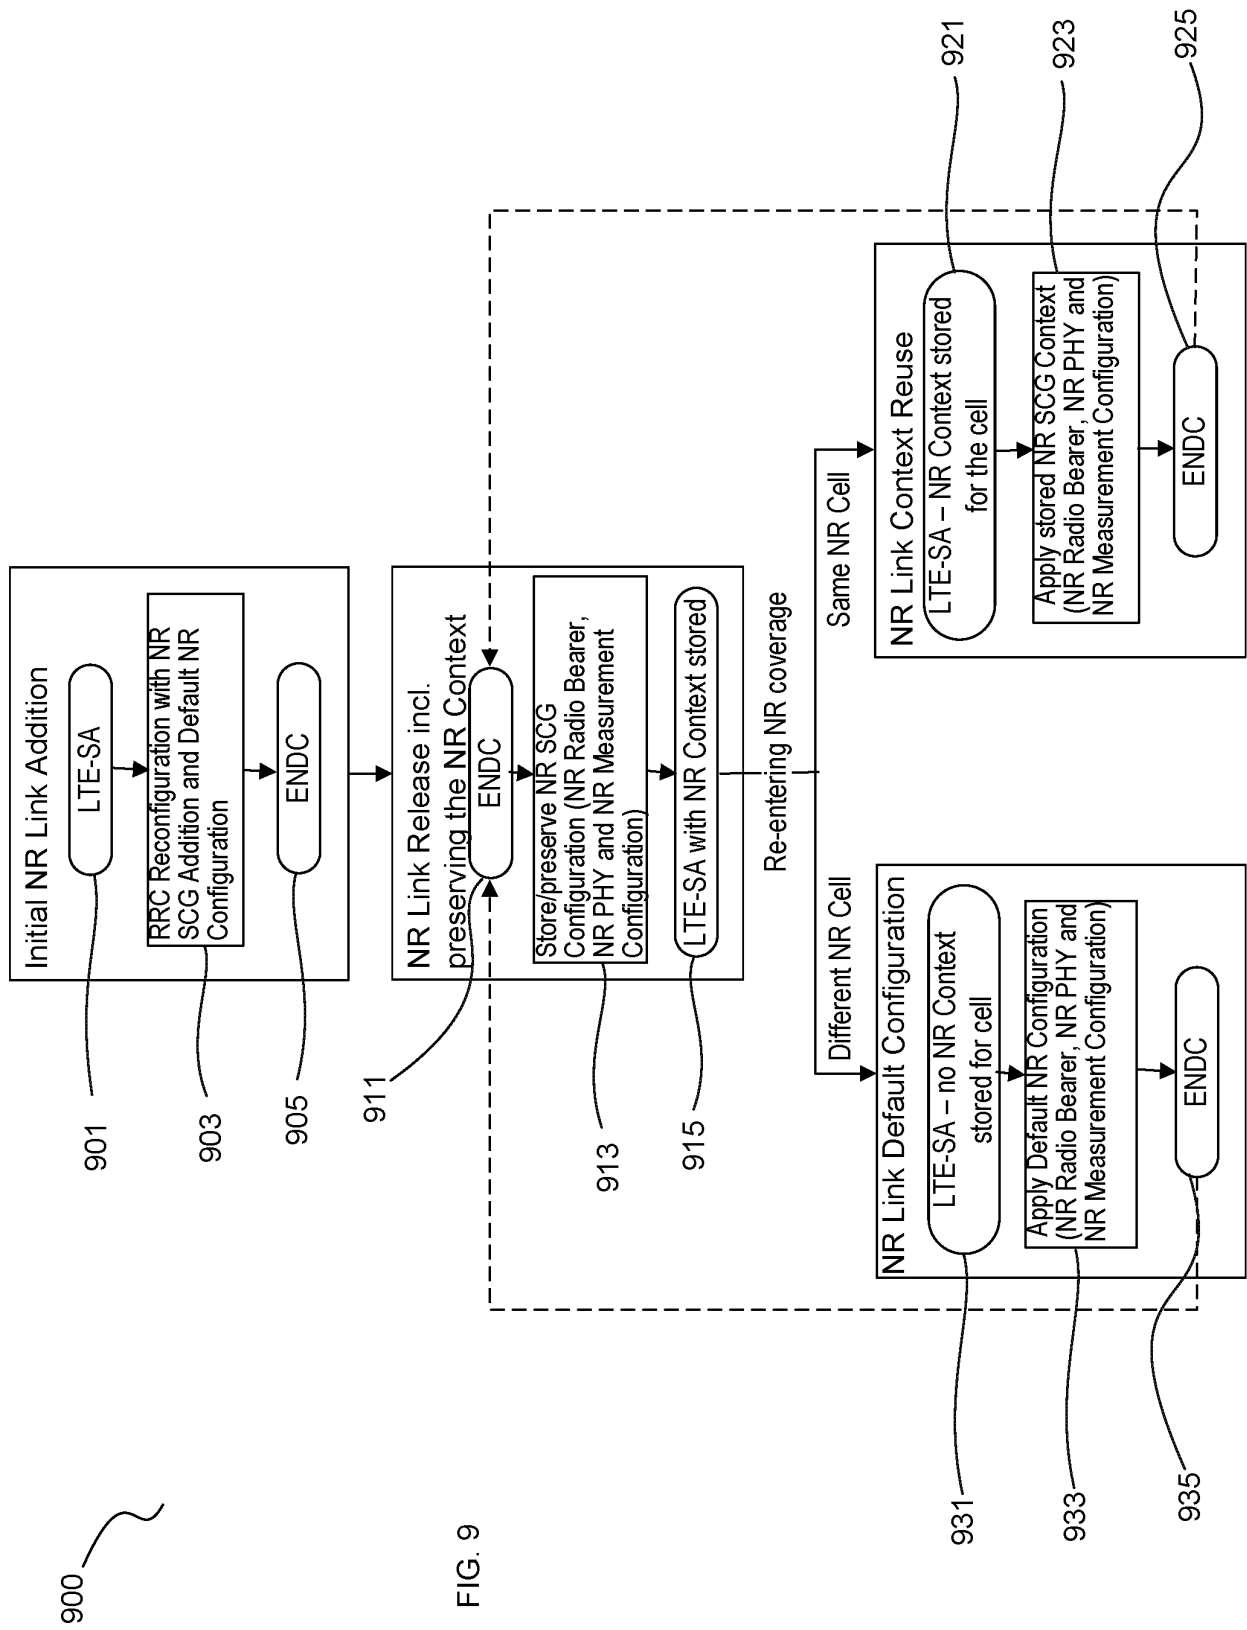 900
FIG. 9
Initial NR Link Addition
LTE-SA
RRC Reconfiguration with NR
SCG Addition and Default NR
Configuration
ENDC
901
903
905
NR Link Release incl.
preserving the NR Context
ENDC
Store/preserve NR SCG
Configuration (NR Radio Bearer,
NR PHY and NR Measurement
Configuration)
LTE-SA with NR Context stored
911
913
915
Re-entering NR coverage
Different NR Cell
Same NR Cell
NR Link Default Configuration
LTE-SA – no NR Context
stored for cell
Apply Default NR Configuration
(NR Radio Bearer, NR PHY and
NR Measurement Configuration)
ENDC
931
933
935
NR Link Context Reuse
LTE-SA – NR Context stored
for the cell
Apply stored NR SCG Context
(NR Radio Bearer, NR PHY and
NR Measurement Configuration)
ENDC
921
923
925